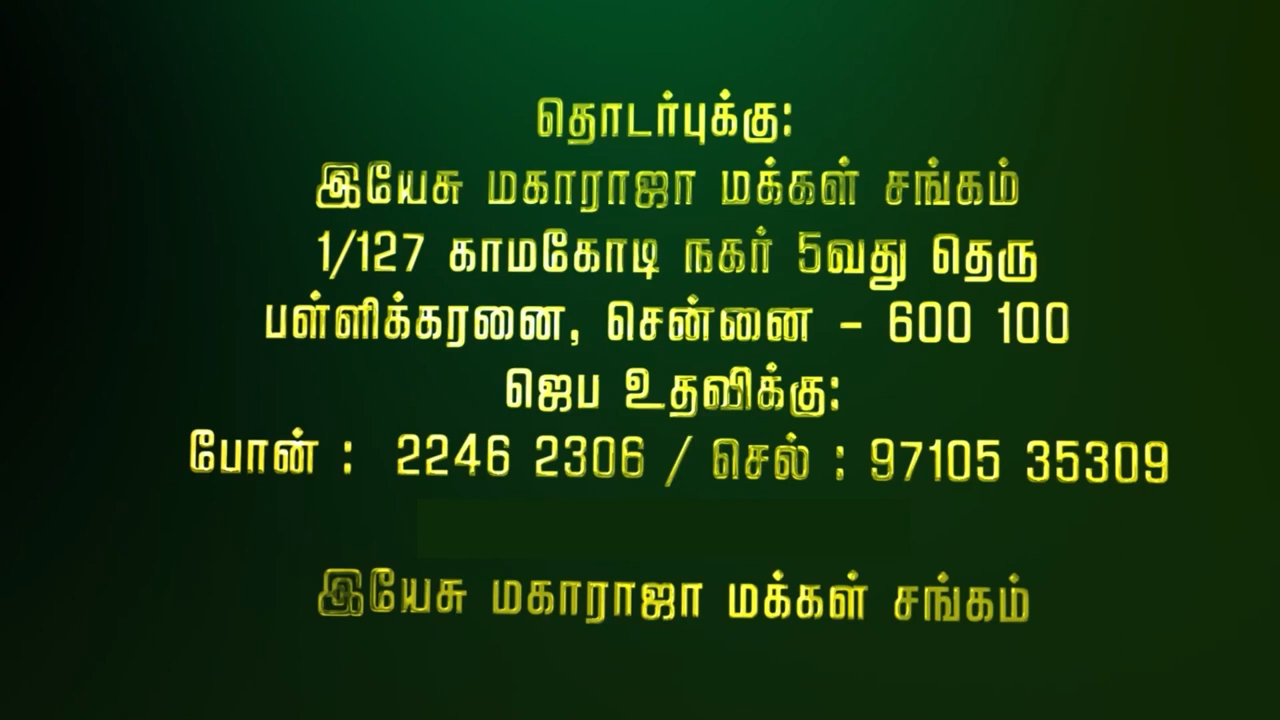 தொடர்புக்கு:
இயேசு மகாராஜா மக்கள் சங்கம்
1/127 காமகோடி நகர் 5வது தெரு
பள்ளிக்கரனை, சென்னை - 600 100
ஜெப உதவிக்கு:
போன் : 2246 2306 / செல் : 97105 35309
இயேசு மகாராஜா மக்கள் சங்கம்